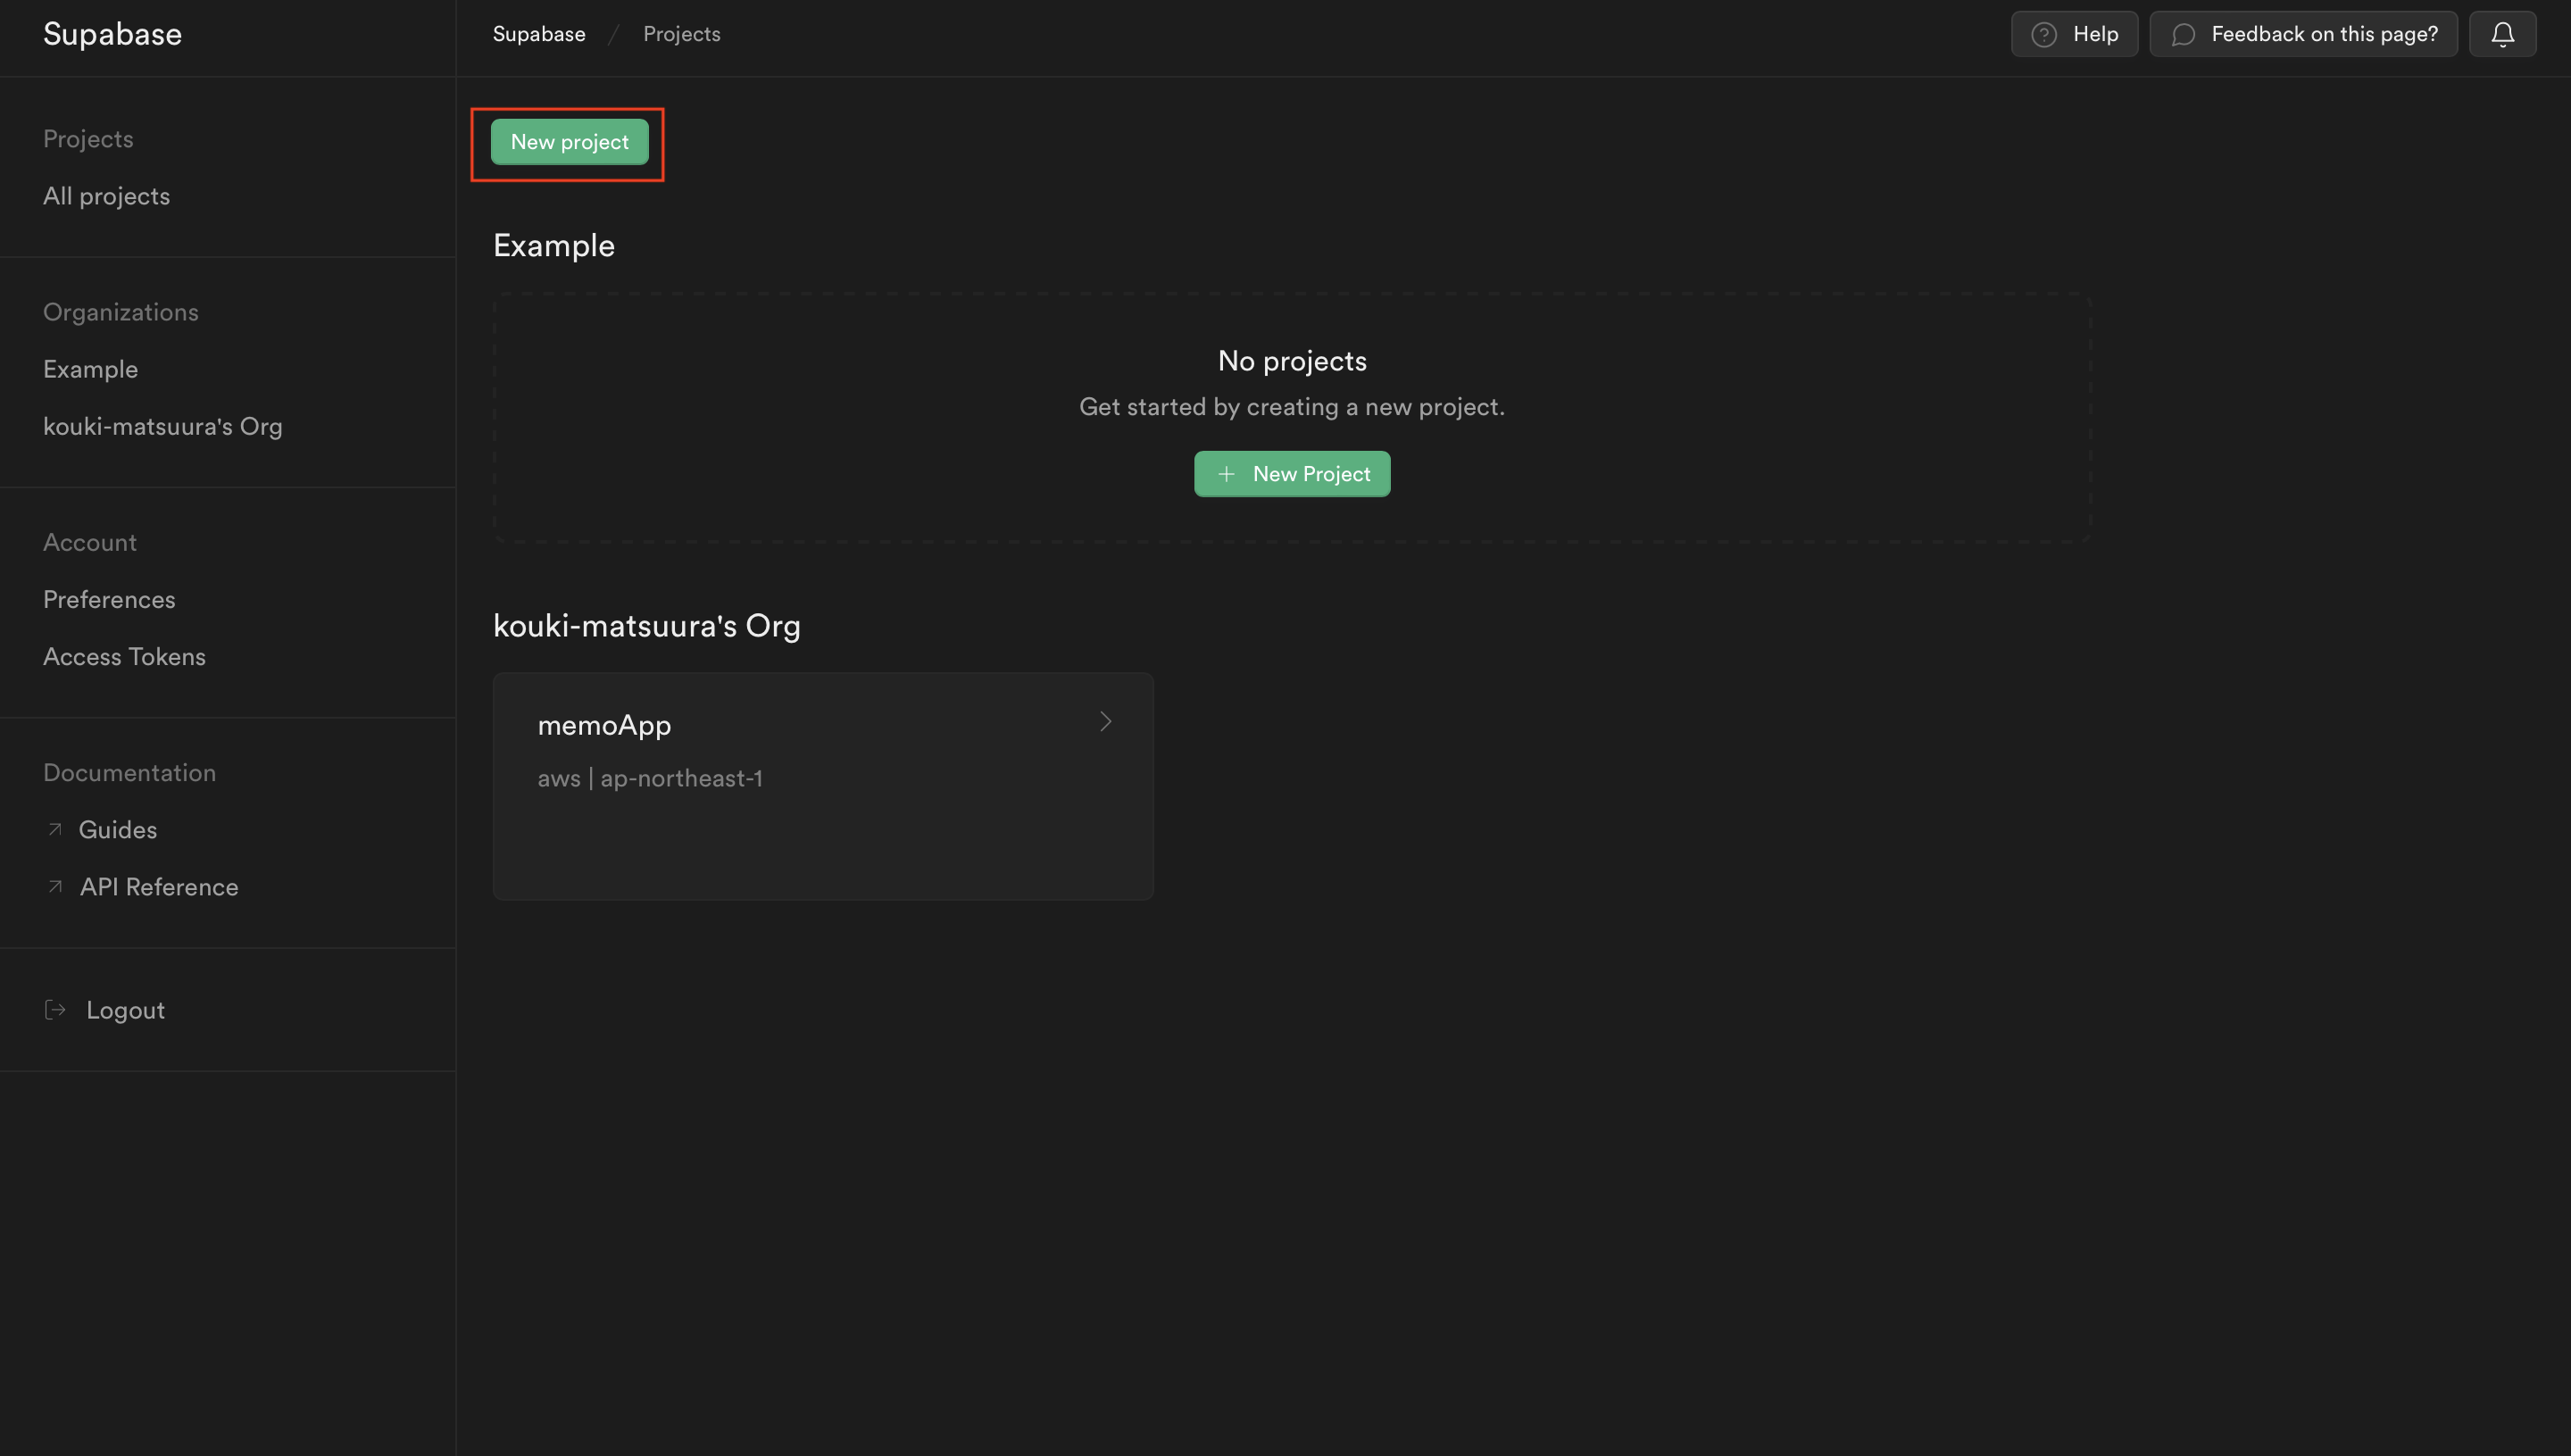 Supabase
Supabase / Projects
Help
Feedback on this page?
Projects
All projects
Organizations
Example
kouki-matsuura's Org
Account
Preferences
Access Tokens
Documentation
Guides
API Reference
Logout
New project
Example
No projects
Get started by creating a new project.
New Project
kouki-matsuura's Org
memoApp
aws | ap-northeast-1